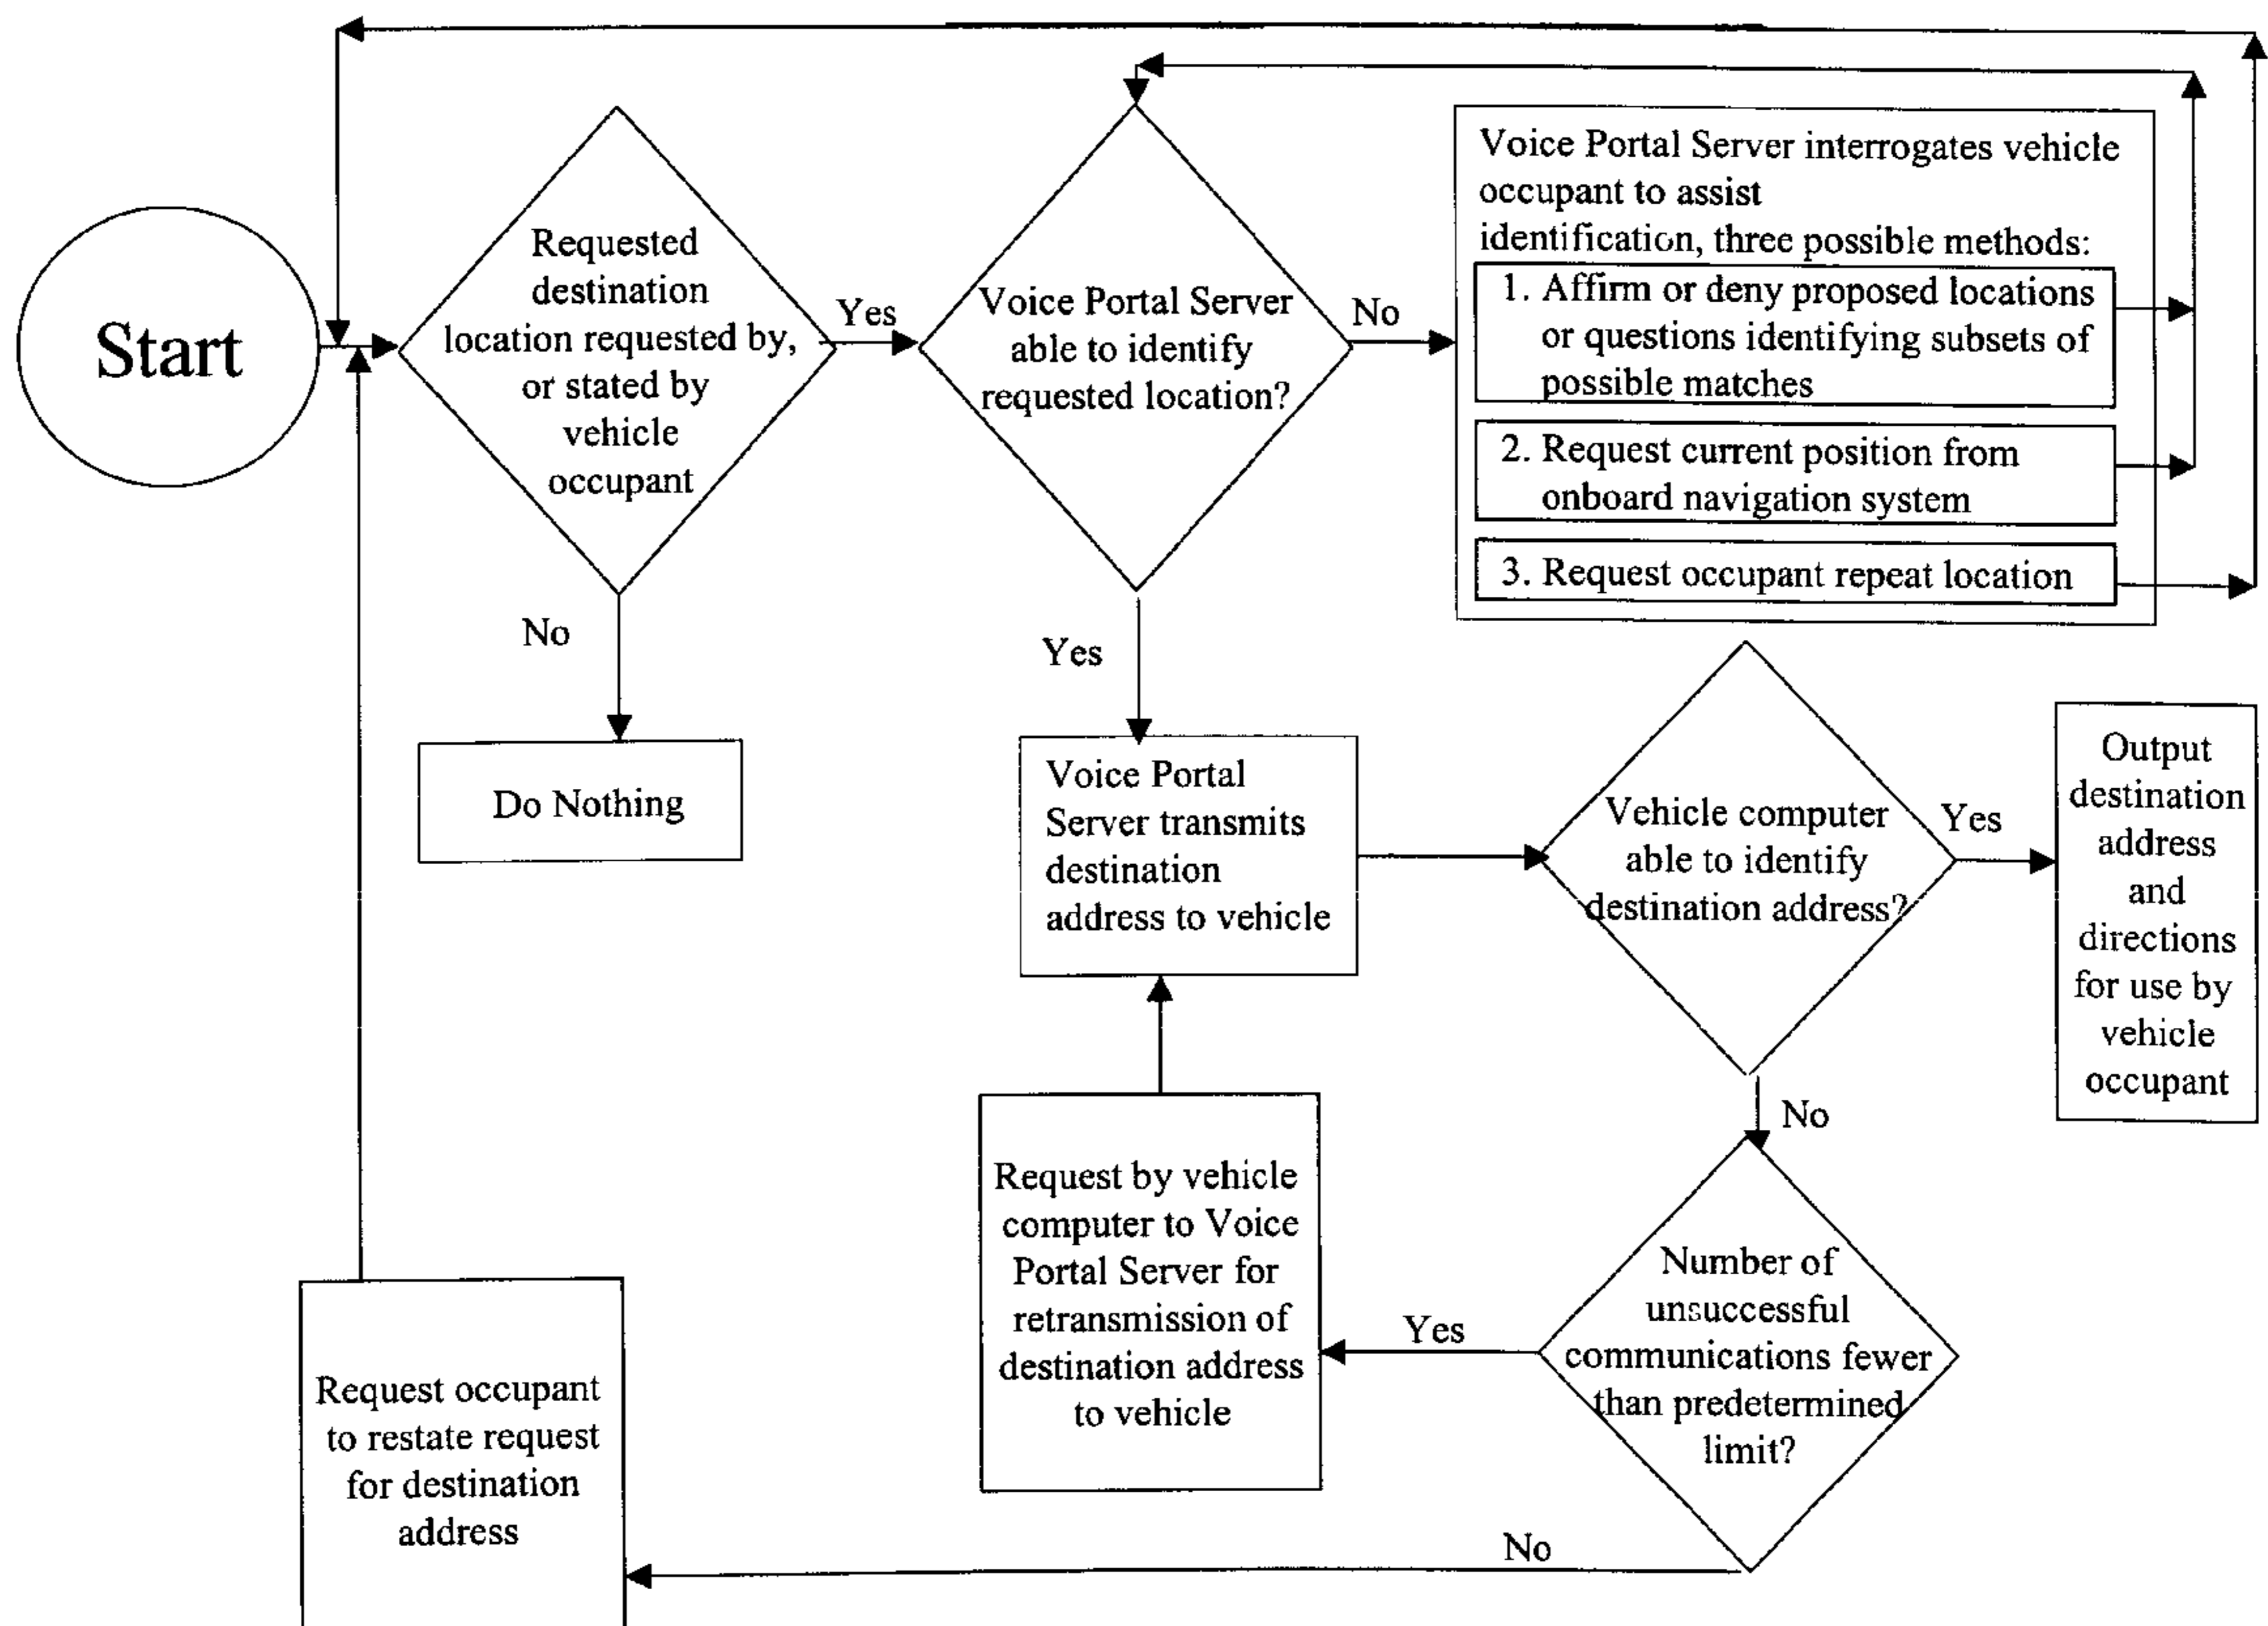 Start
Requested
destination
location requested by,
or stated by
vehicle
occupant
Yes
No
Do Nothing
Voice Portal Server
able to identify
requested location?
No
Yes
Voice Portal Server interrogates vehicle
occupant to assist
identification, three possible methods:
1. Affirm or deny proposed locations
or questions identifying subsets of
possible matches
2. Request current position from
onboard navigation system
3. Request occupant repeat location
Voice Portal
Server transmits
destination
address to vehicle
Vehicle computer
able to identify
destination address?
Yes
No
Output
destination
address
and
directions
for use by
vehicle
occupant
Number of
unsuccessful
communications fewer
than predetermined
limit?
Yes
No
Request by vehicle
computer to Voice
Portal Server for
retransmission of
destination address
to vehicle
Request occupant
to restate request
for destination
address